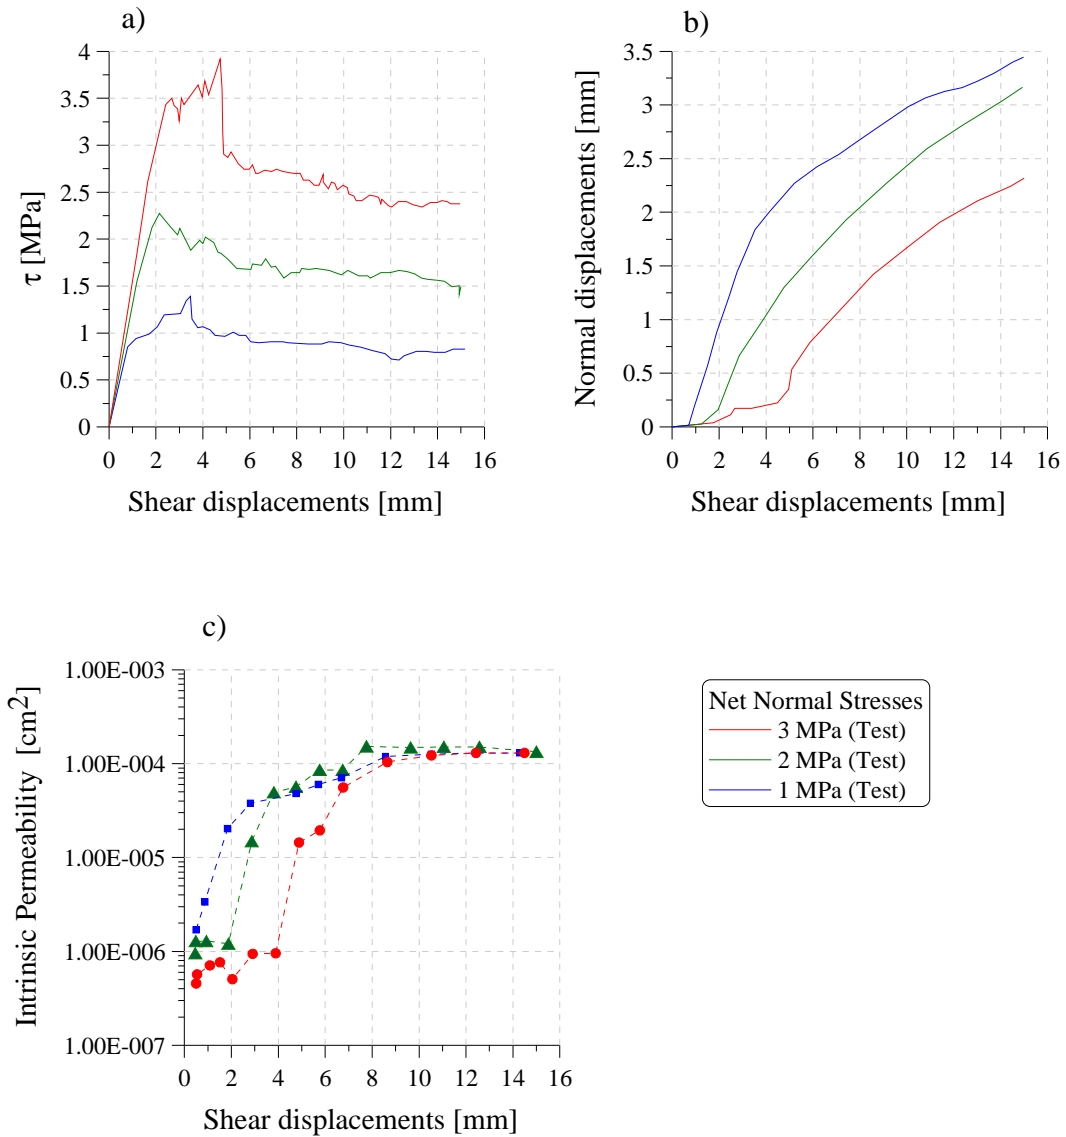 a)
4
3.5
3
2.5
2
1.5
1
0.5
0
0 2 4 6 8 10 12 14 16
τ [MPa]
Shear displacements [mm]
b)
3.5
3
2.5
2
1.5
1
0.5
0
0 2 4 6 8 10 12 14 16
Normal displacements [mm]
Shear displacements [mm]
c)
1.00E-003
1.00E-004
1.00E-005
1.00E-006
1.00E-007
0 2 4 6 8 10 12 14 16
Intrinsic Permeability [cm2]
Shear displacements [mm]
Net Normal Stresses
3 MPa (Test)
2 MPa (Test)
1 MPa (Test)